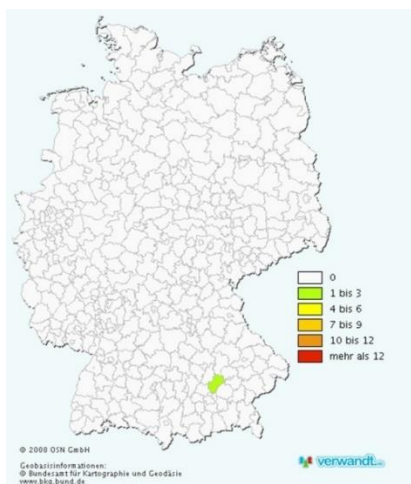 0
1 bis 3
4 bis 6
7 bis 9
10 bis 12
mehr als 12
© 2008 OSN GmbH
Geobasisinformationen:
© Bundesamt für Kartographie und Geodäsie
www.bkg.bund.de
verwandt.de